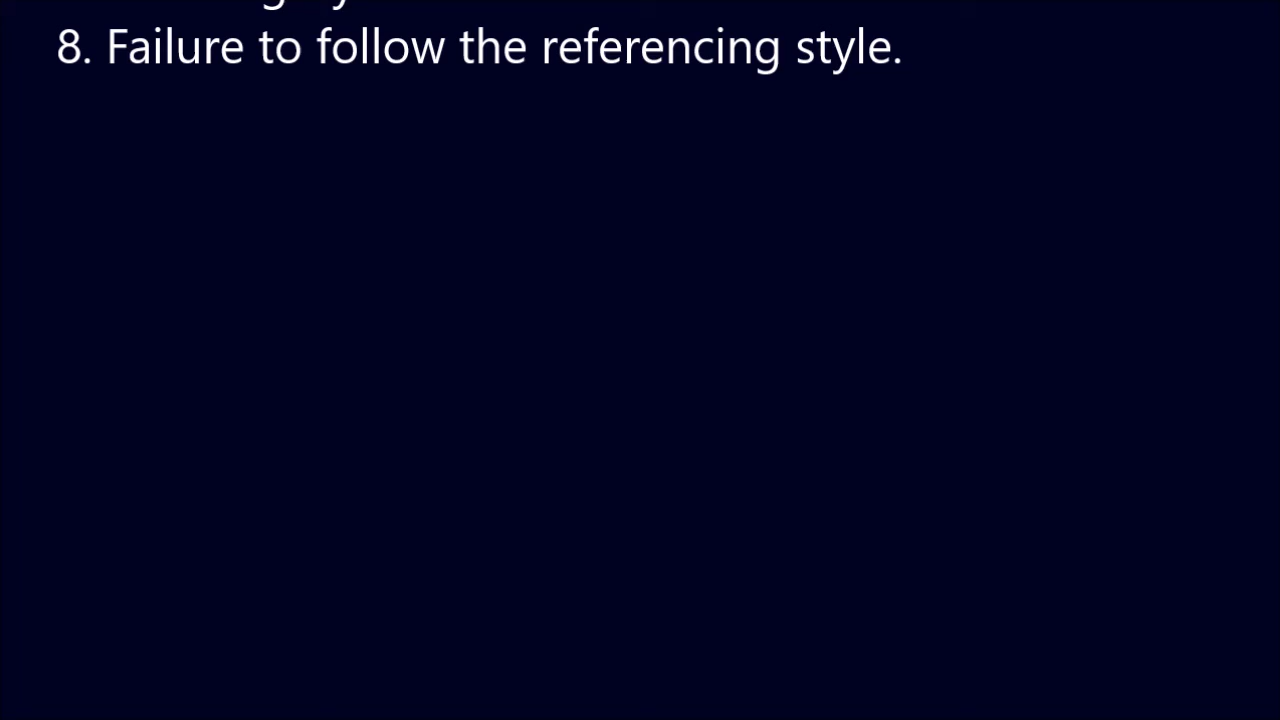 8. Failure to follow the referencing style.